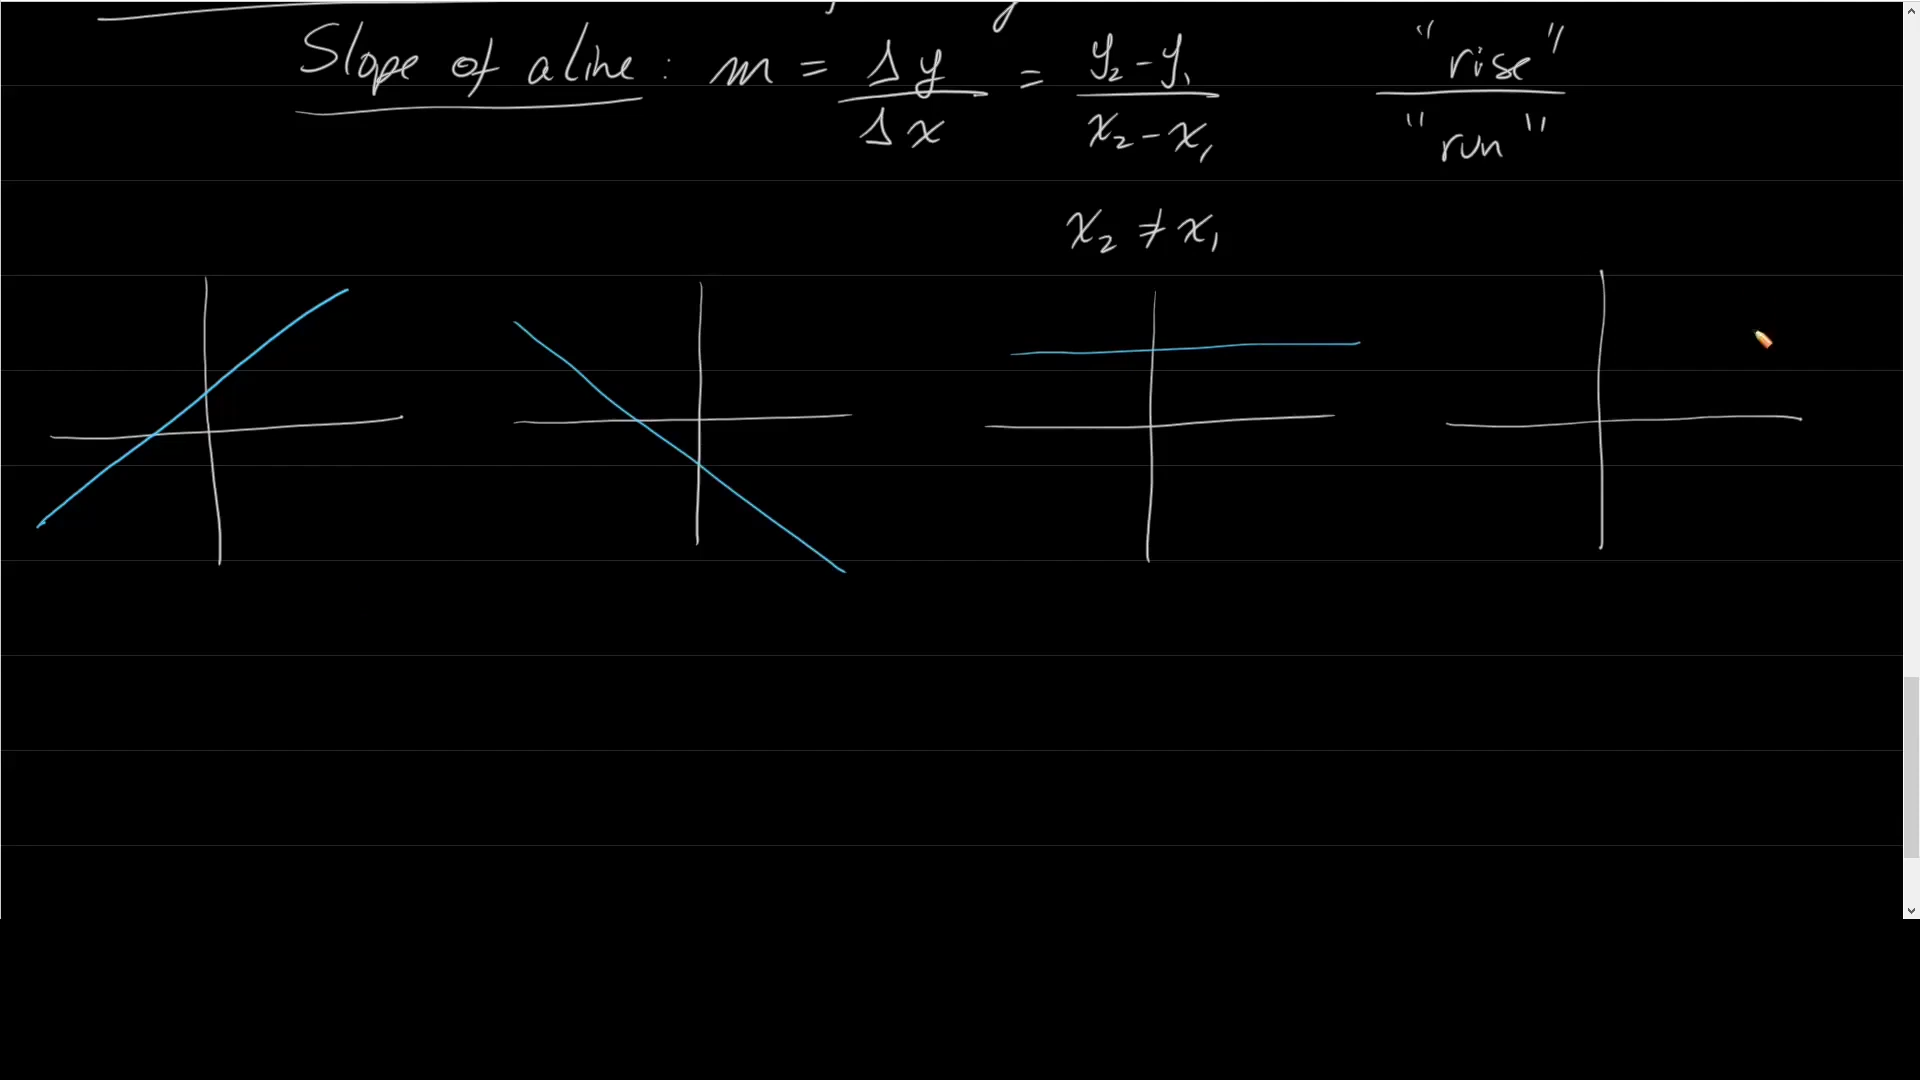 Slope of a line : m = Δy / Δx = y₂ - y₁ / x₂ - x₁ "rise" / "run"
x₂ ≠ x₁